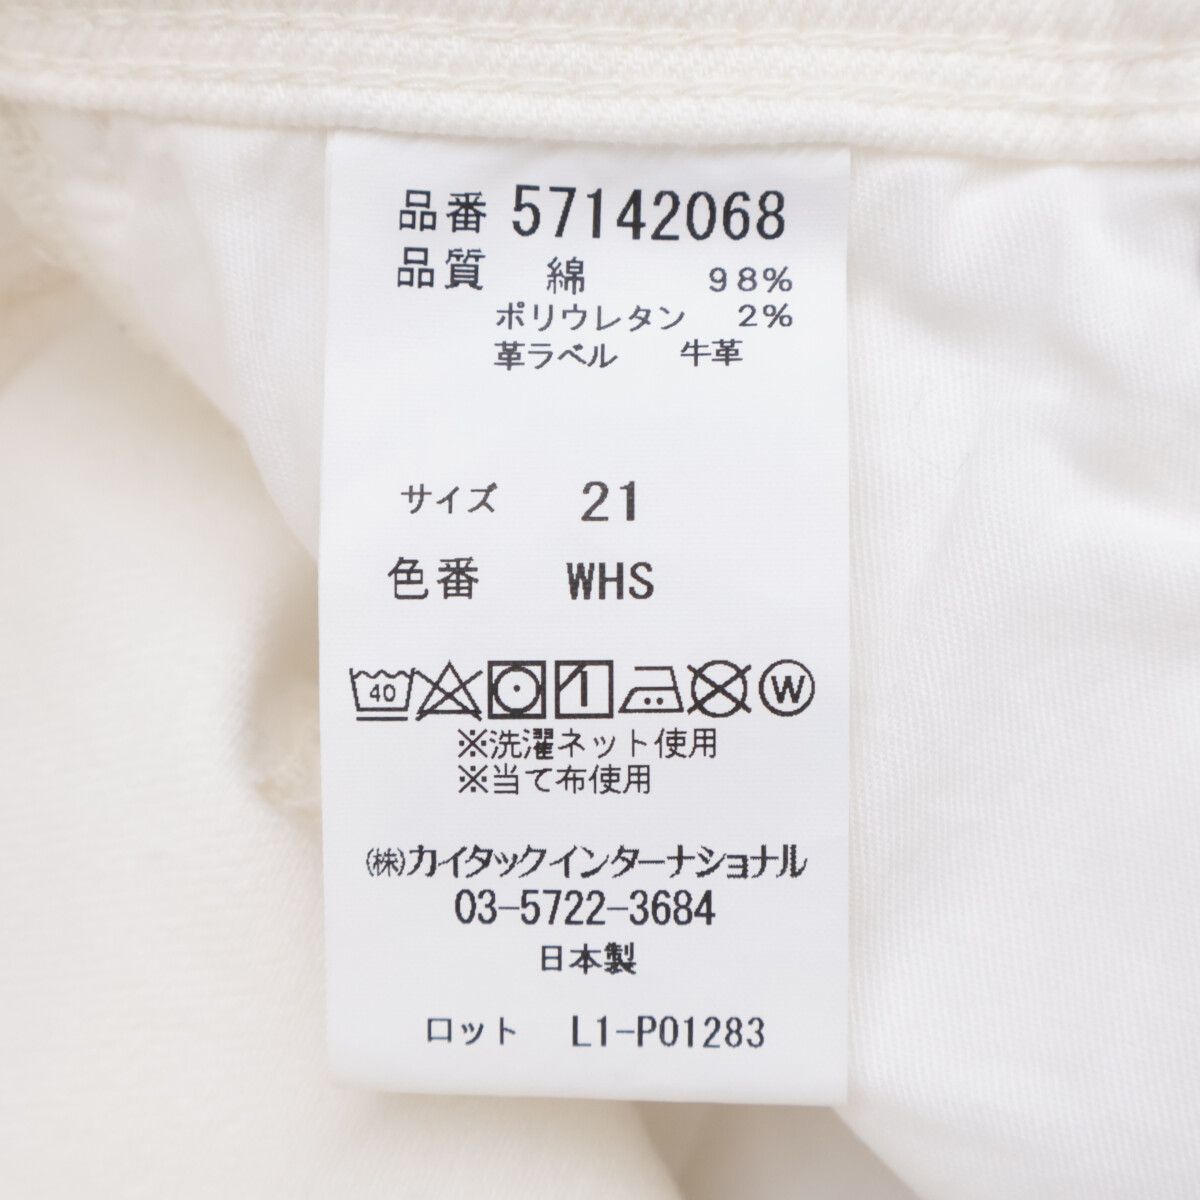 品番 57142068
品質 綿 98%
ポリウレタン 2%
革ラベル 牛革
サイズ 21
色番 WHS
40 W
※洗濯ネット使用
※当て布使用
㈱カイタックインターナショナル
03-5722-3684
日本製
ロット L1-P01283